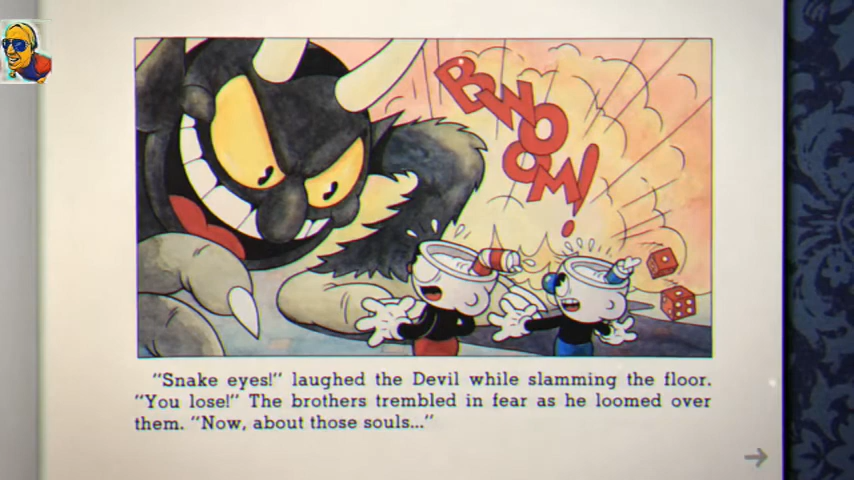 BWOOM!
"Snake eyes!" laughed the Devil while slamming the floor.
"You lose!" The brothers trembled in fear as he loomed over
them. "Now, about those souls..."